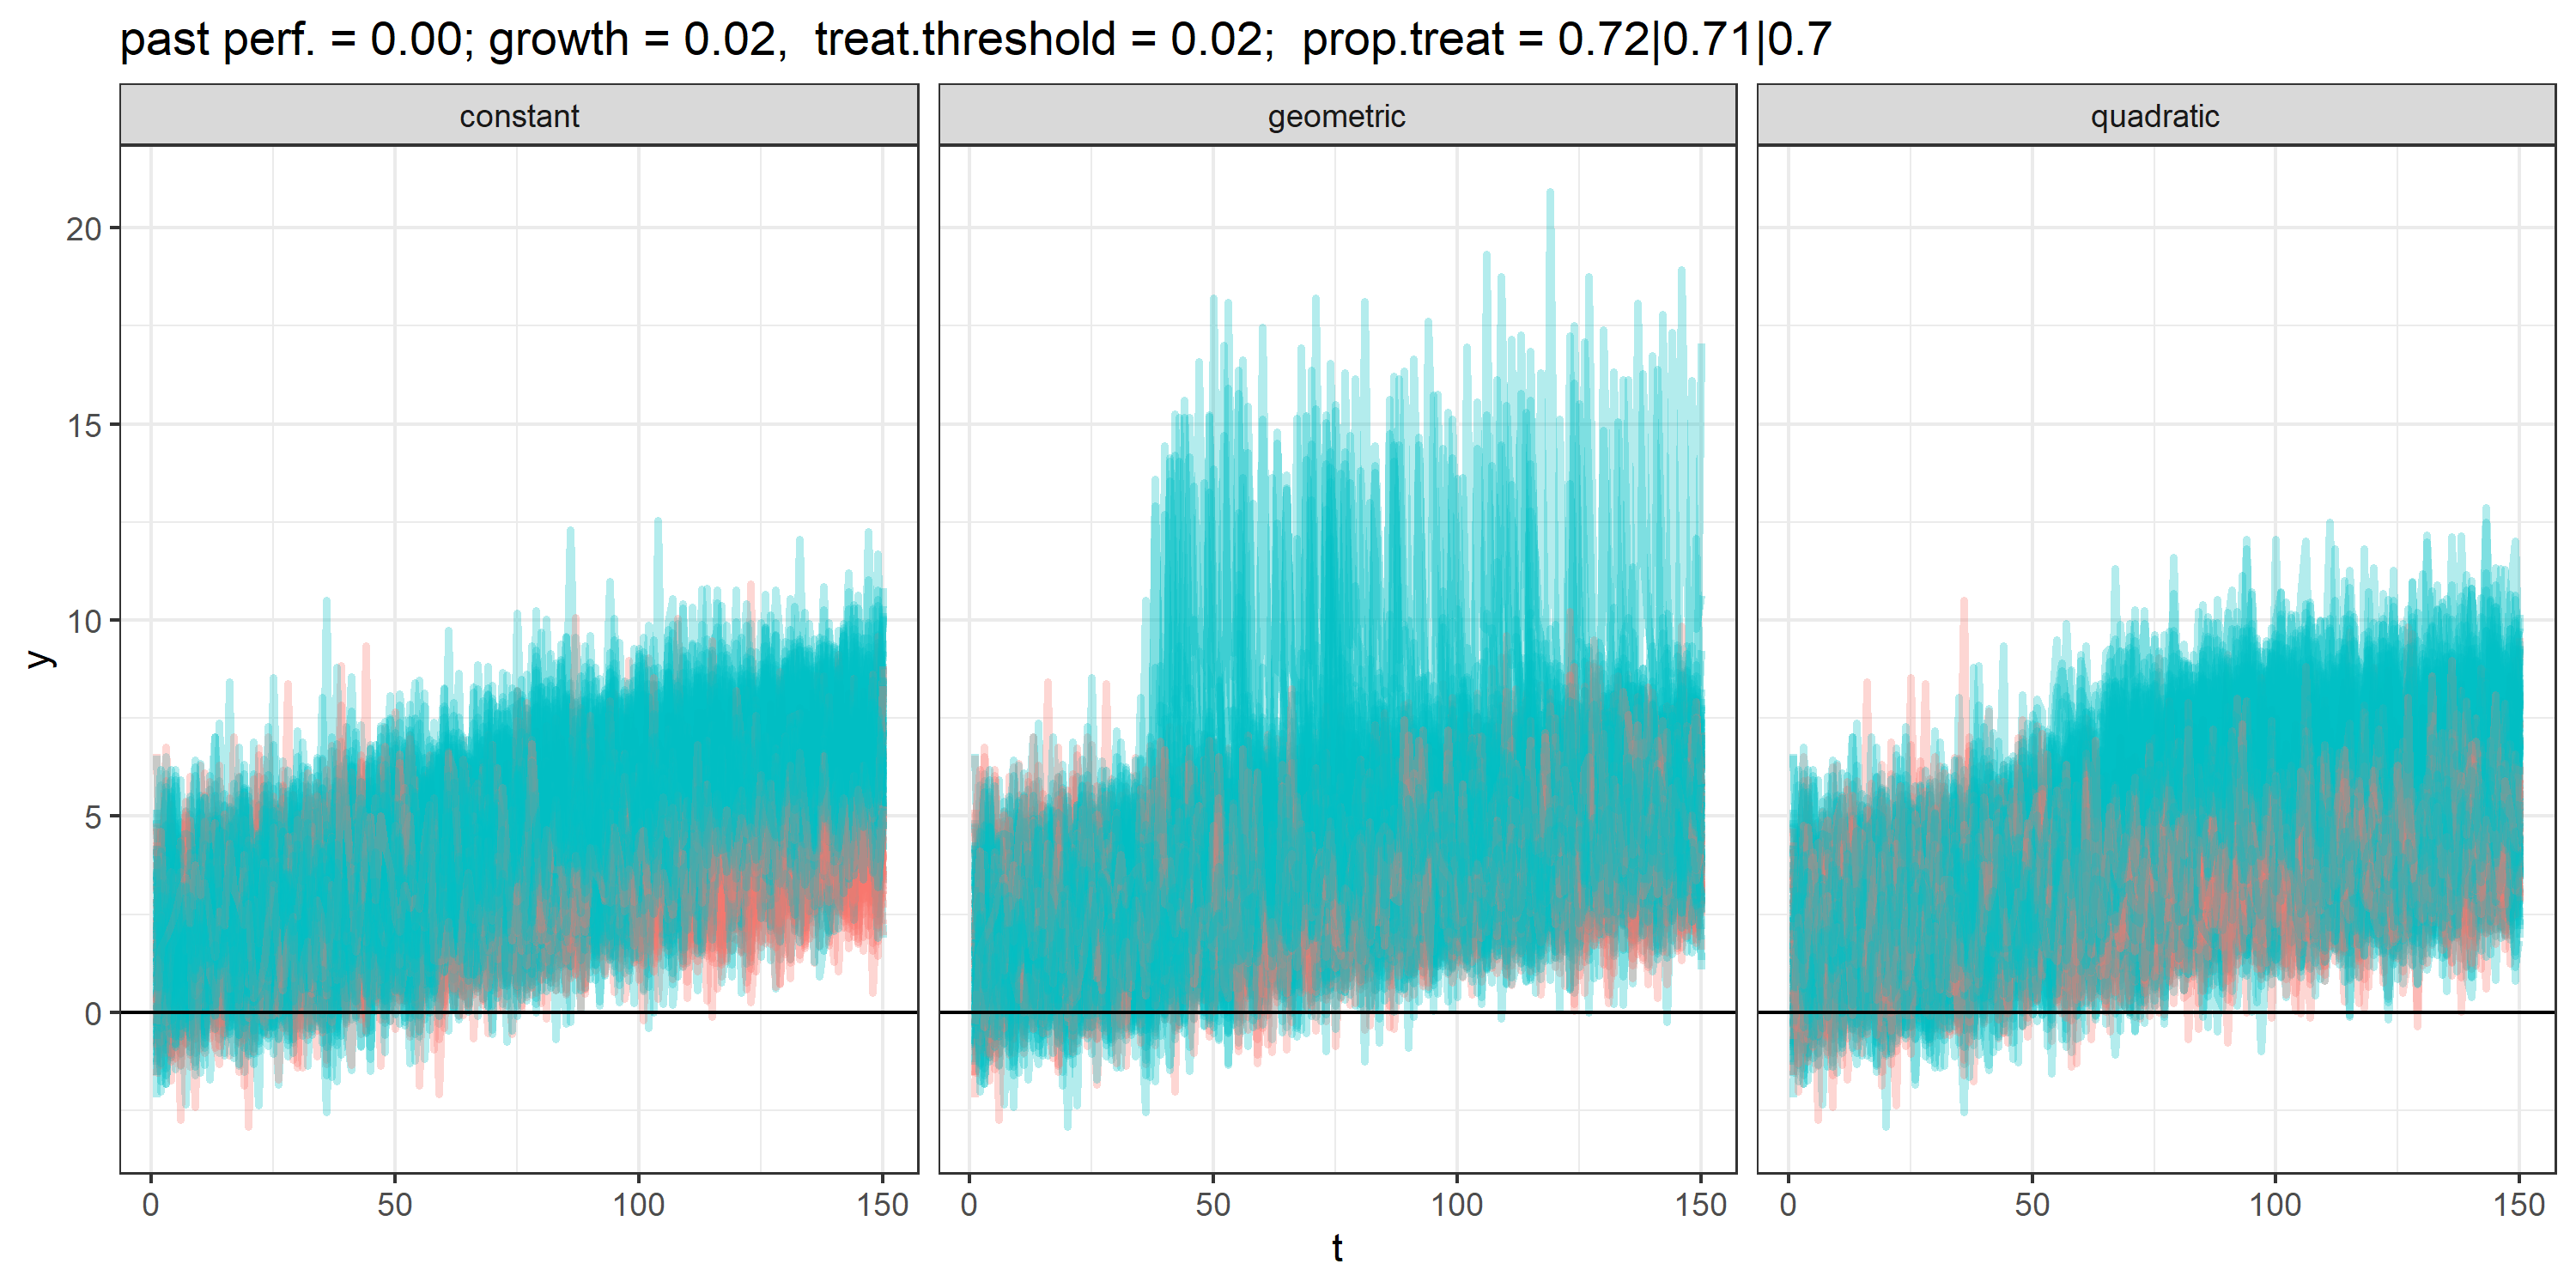 past perf. = 0.00; growth = 0.02,  treat.threshold = 0.02;  prop.treat = 0.72|0.71|0.7
constant geometric quadratic
20
15
10
5
0
y
0 50 100 150 0 50 100 150 0 50 100 150
t